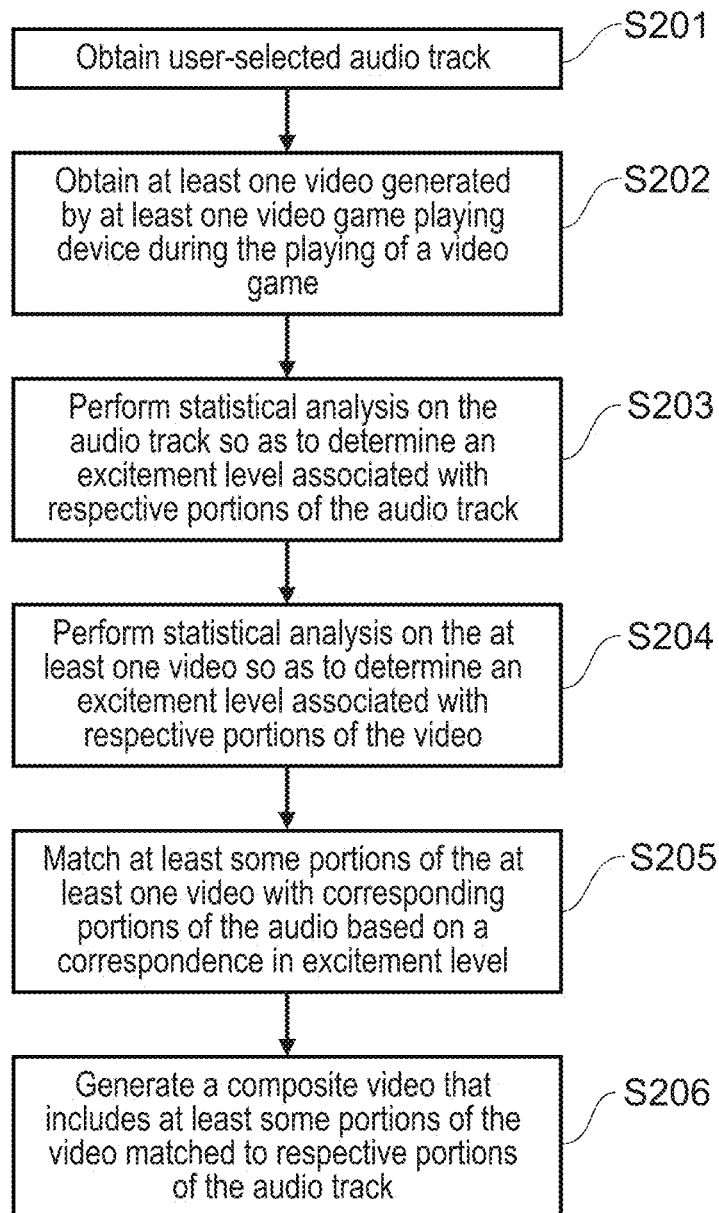 S201
Obtain user-selected audio track
Obtain at least one video generated
by at least one video game playing
device during the playing of a video
game
S202
Perform statistical analysis on the
audio track so as to determine an
excitement level associated with
respective portions of the audio track
S203
Perform statistical analysis on the at
least one video so as to determine an
excitement level associated with
respective portions of the video
S204
Match at least some portions of the at
least one video with corresponding
portions of the audio based on a
correspondence in excitement level
S205
Generate a composite video that
includes at least some portions of the
video matched to respective portions
of the audio track
S206